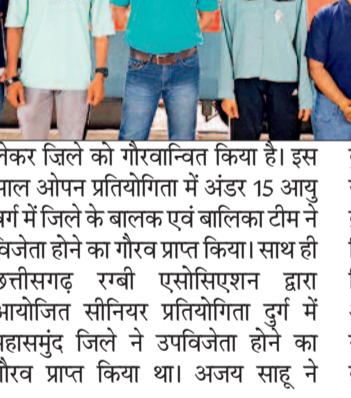 लेकर जिले को गौरवान्वित किया है। इस
साल ओपन प्रतियोगिता में अंडर 15 आयु
वर्ग में जिले के बालक एवं बालिका टीम ने
विजेता होने का गौरव प्राप्त किया। साथ ही
छत्तीसगढ़ रग्बी एसोसिएशन द्वारा
आयोजित सीनियर प्रतियोगिता दुर्ग में
महासमुंद जिले ने उपविजेता होने का
गौरव प्राप्त किया था। अजय साहू ने